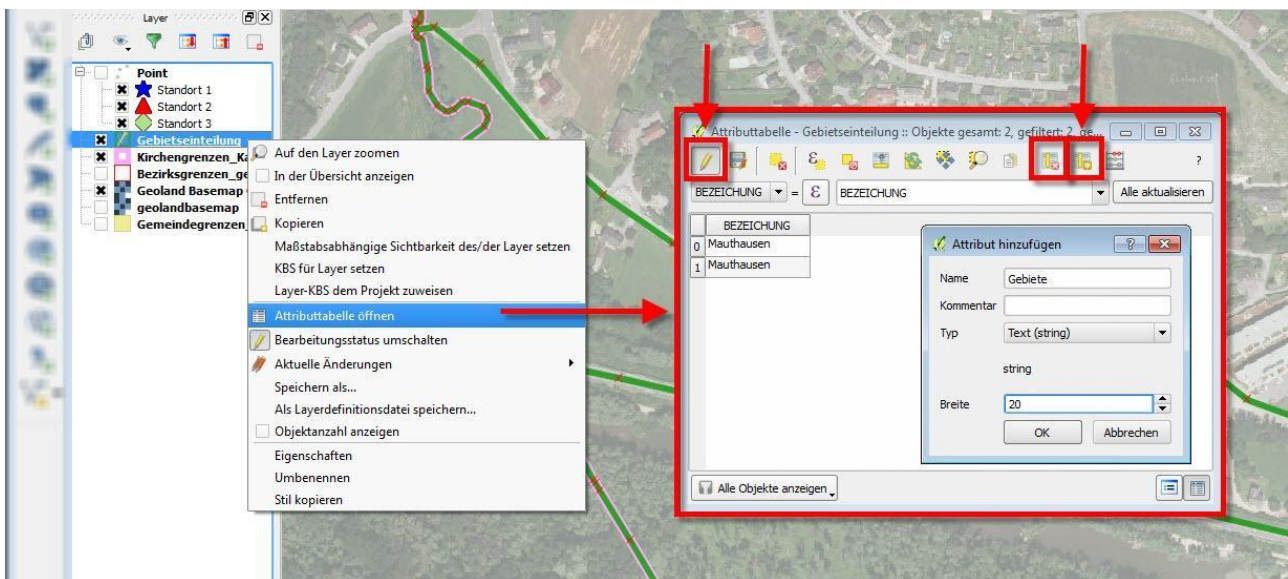 Layer
Point
Standort 1
Standort 2
Standort 3
Gebietseinteilung
Kirchengrenzen_Ka
Bezirksgrenzen_ge
Geoland Basemap
geolandbasemap
Gemeindegrenzen_
Auf den Layer zoomen
In der Übersicht anzeigen
Entfernen
Kopieren
Maßstabsabhängige Sichtbarkeit des/der Layer setzen
KBS für Layer setzen
Layer-KBS dem Projekt zuweisen
Attributtabelle öffnen
Bearbeitungsstatus umschalten
Aktuelle Änderungen
Speichern als...
Als Layerdefinitionsdatei speichern...
Objektanzahl anzeigen
Eigenschaften
Umbenennen
Stil kopieren
Attributtabelle - Gebietseinteilung :: Objekte gesamt: 2, gefiltert: 2, ge...
?
BEZEICHUNG = ε BEZEICHUNG Alle aktualisieren
BEZEICHUNG
0 Mauthausen
1 Mauthausen
Attribut hinzufügen
Name Gebiete
Kommentar
Typ Text (string)
string
Breite 20
OK Abbrechen
Alle Objekte anzeigen